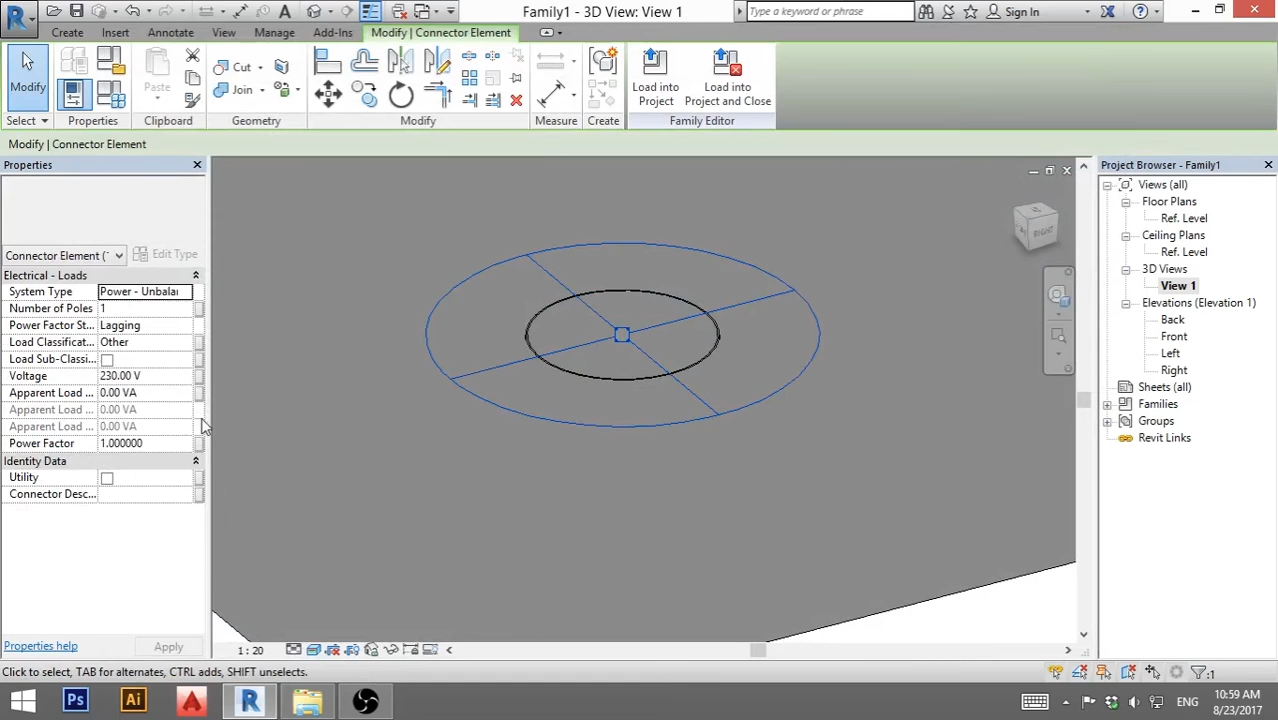 Family1 - 3D View: View 1
Type a keyword or phrase
Sign In
Create
Insert
Annotate
View
Manage
Add-Ins
Modify | Connector Element
Modify
Paste
Cut
Join
Load into
Project
Load into
Project and Close
Select
Properties
Clipboard
Geometry
Modify
Measure
Create
Family Editor
Modify | Connector Element
Properties
Connector Element (
Edit Type
Electrical - Loads
System Type Power - Unbalar
Number of Poles 1
Power Factor St... Lagging
Load Classificat... Other
Load Sub-Classi...
Voltage 230.00 V
Apparent Load ... 0.00 VA
Apparent Load ... 0.00 VA
Apparent Load ... 0.00 VA
Power Factor 1.000000
Identity Data
Utility
Connector Desc...
Properties help
Apply
RIGHT
Project Browser - Family1
Views (all)
Floor Plans
Ref. Level
Ceiling Plans
Ref. Level
3D Views
View 1
Elevations (Elevation 1)
Back
Front
Left
Right
Sheets (all)
Families
Groups
Revit Links
1 : 20
Click to select, TAB for alternates, CTRL adds, SHIFT unselects.
:1
Ps
Ai
ENG
10:59 AM
8/23/2017